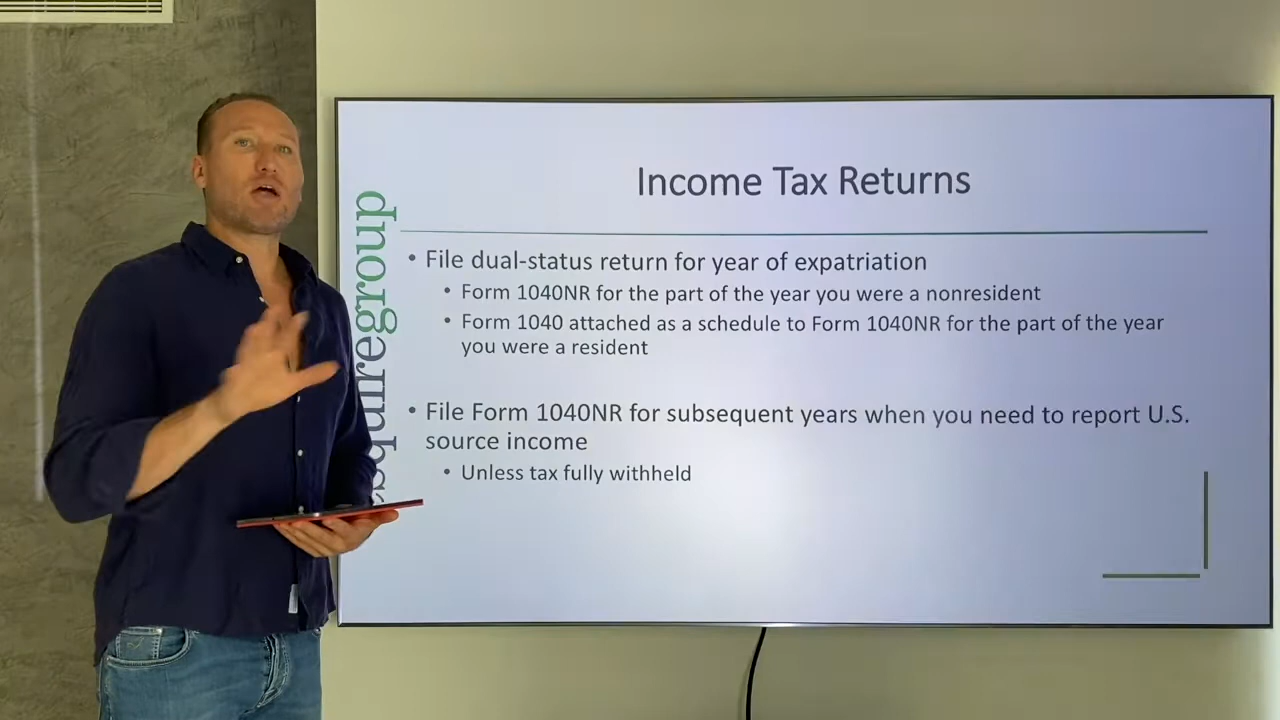 Income Tax Returns
• File dual-status return for year of expatriation
• Form 1040NR for the part of the year you were a nonresident
• Form 1040 attached as a schedule to Form 1040NR for the part of the year
you were a resident
• File Form 1040NR for subsequent years when you need to report U.S.
source income
• Unless tax fully withheld
esquiregroup